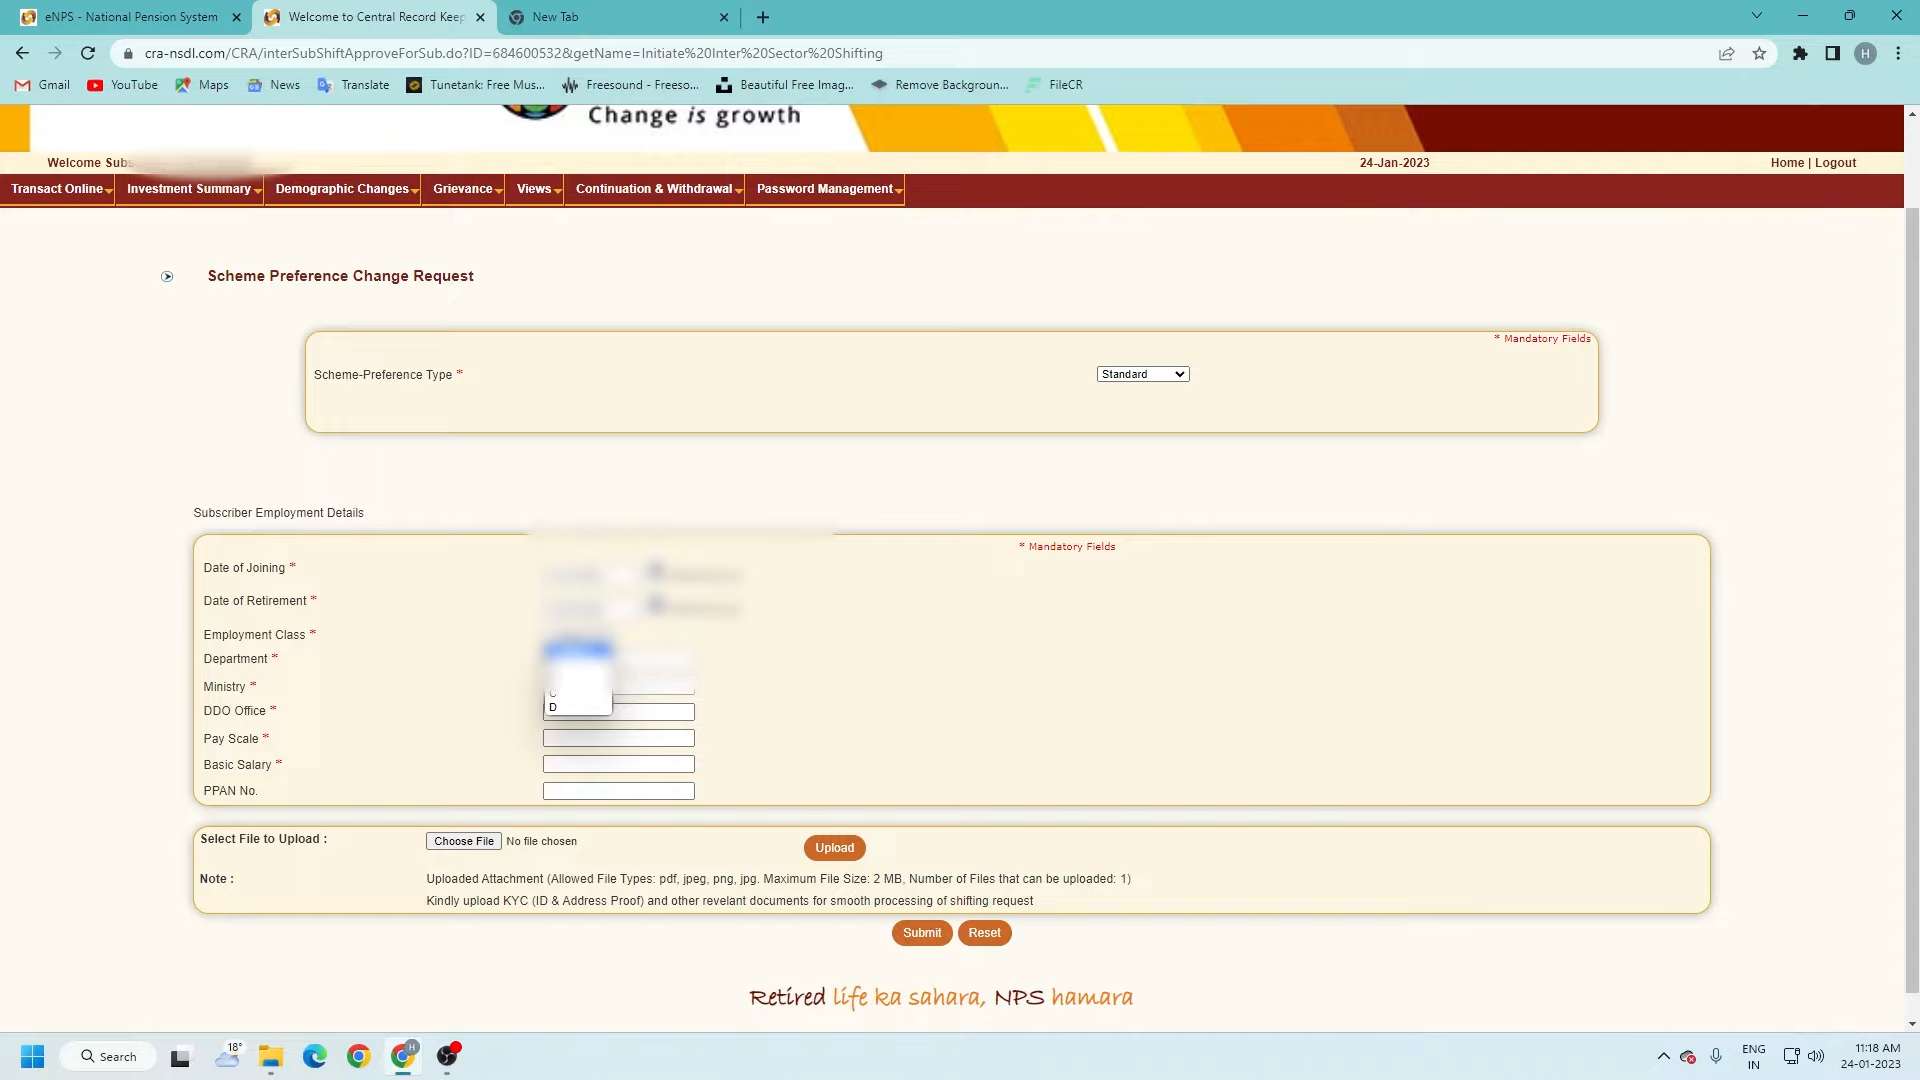 eNPS - National Pension System
Welcome to Central Record Keep
New Tab
cra-nsdl.com/CRA/interSubShiftApproveForSub.do?ID=684600532&getName=Initiate%20Inter%20Sector%20Shifting
H
Gmail
YouTube
Maps
News
Translate
Tunetank: Free Mus...
Freesound - Freeso...
Beautiful Free Imag...
Remove Backgroun...
FileCR
Change is growth
Welcome Subs
24-Jan-2023
Home | Logout
Transact Online
Investment Summary
Demographic Changes
Grievance
Views
Continuation & Withdrawal
Password Management
Scheme Preference Change Request
* Mandatory Fields
Scheme-Preference Type *
Standard
Subscriber Employment Details
* Mandatory Fields
Date of Joining *
Date of Retirement *
Employment Class *
Department *
Ministry *
C
D
DDO Office *
Pay Scale *
Basic Salary *
PPAN No.
Select File to Upload :
Choose File No file chosen
Upload
Note :
Uploaded Attachment (Allowed File Types: pdf, jpeg, png, jpg. Maximum File Size: 2 MB, Number of Files that can be uploaded: 1)
Kindly upload KYC (ID & Address Proof) and other revelant documents for smooth processing of shifting request
Submit
Reset
Retired life ka sahara, NPS hamara
Search
18°
H
ENG
IN
11:18 AM
24-01-2023